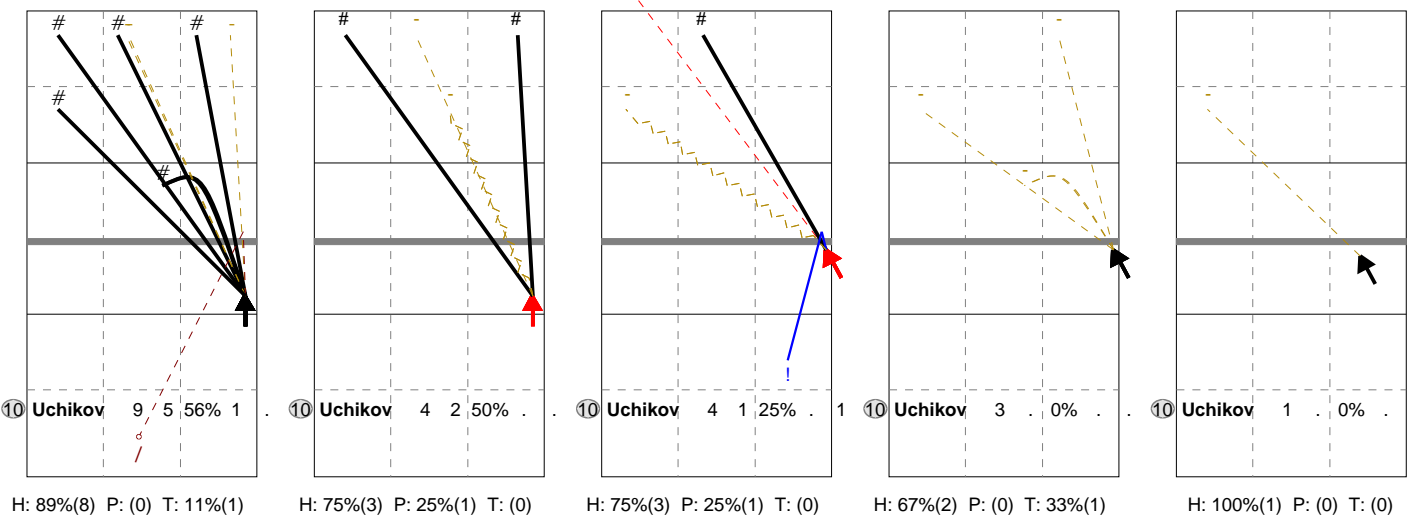 # # # -
#
#
10 Uchikov 9 5 56% 1 .
H: 89%(8) P: (0) T: 11%(1)
# - #
-
10 Uchikov 4 2 50% . .
H: 75%(3) P: 25%(1) T: (0)
#
-
!
10 Uchikov 4 1 25% . 1
H: 75%(3) P: 25%(1) T: (0)
-
-
-
10 Uchikov 3 . 0% . .
H: 67%(2) P: (0) T: 33%(1)
-
10 Uchikov 1 . 0% .
H: 100%(1) P: (0) T: (0)